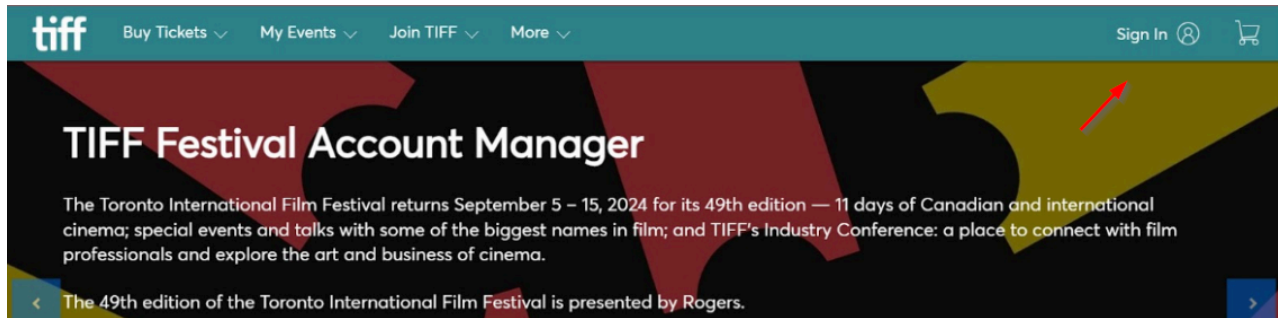 tiff Buy Tickets My Events Join TIFF More Sign In
TIFF Festival Account Manager
The Toronto International Film Festival returns September 5 – 15, 2024 for its 49th edition — 11 days of Canadian and international
cinema; special events and talks with some of the biggest names in film; and TIFF's Industry Conference: a place to connect with film
professionals and explore the art and business of cinema.
The 49th edition of the Toronto International Film Festival is presented by Rogers.